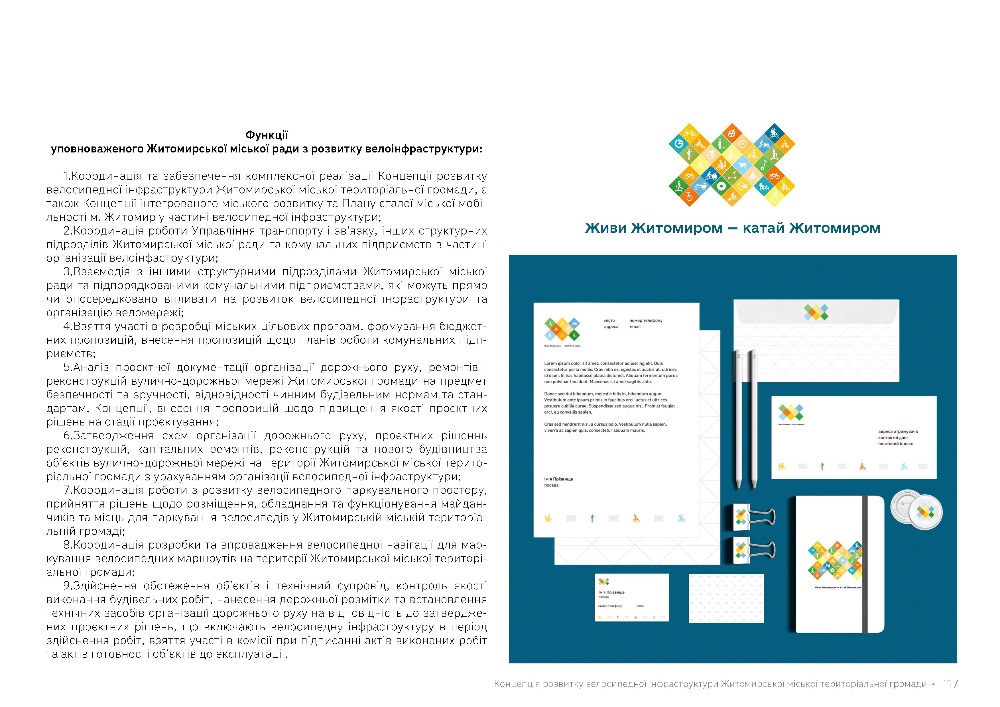 Функції
уповноваженого Житомирської міської ради з розвитку велоінфраструктури:
1.Координація та забезпечення комплексної реалізації Концепції розвитку
велосипедної інфраструктури Житомирської міської територіальної громади, а
також Концепції інтегрованого міського розвитку та Плану сталої міської мобі-
льності м. Житомир у частині велосипедної інфраструктури;
2.Координація роботи Управління транспорту і зв'язку, інших структурних
підрозділів Житомирської міської ради та комунальних підприємств в частині
організації велоінфаструктури;
3.Взаємодія з іншими структурними підрозділами Житомирської міської
ради та підпорядкованими комунальними підприємствами, які можуть прямо
чи опосередковано впливати на розвиток велосипедної інфраструктури та
організацію веломережі;
4.Взяття участі в розробці міських цільових програм, формування бюджет-
них пропозицій, внесення пропозицій щодо планів роботи комунальних підп-
риємств;
5.Аналіз проєктної документації організації дорожнього руху, ремонтів і
реконструкцій вулично-дорожньої мережі Житомирської громади на предмет
безпечності та зручності, відновідності чинним будівельним нормам та стан-
дартам, Концепції, внесення пропозицій щодо підвищення якості проєктних
рішень на стадії проєктування;
6.Затвердження схем організації дорожнього руху, проєктних рішеннь
реконструкцій, капітальних ремонтів, реконструкцій та нового будівництва
об’єктів вулично-дорожньої мережі на території Житомирської міської терито-
ріальної громади з урахуванням організації велосипедної інфраструктури;
7.Координація роботи з розвитку велосипедного паркувального простору,
прийняття рішень щодо розміщення, обладнання та функціонування майдан-
чиків та місць для паркування велосипедів у Житомирській міській територіа-
льній громаді;
8.Координація розробки та впровадження велосипедної навігації для мар-
кування велосипедних маршрутів на території Житомирської міської територі-
альної громади;
9.Здійснення обстеження об’єктів і технічний супровід, контроль якості
виконання будівельних робіт, нанесення дорожньої розмітки та встановлення
технічних засобів організації дорожнього руху на відповідність до затвердже-
них проєктних рішень, що включають велосипедну інфраструктуру в період
здійснення робіт, взяття участі в комісії при підписанні актів виконаних робіт
та актів готовності об’єктів до експлуатації.
Живи Житомиром — катай Житомиром
місто номер телефону
адреса email
Живи Житомиром — катай Житомиром
Lorem ipsum dolor sit amet, consectetur adipiscing elit. Duis
consectetur porta mollis. Cras nibh ex, egestas et auctor ut, ultrices
id diam. In hac habitasse platea dictumst. Aliquam fermentum purus
non pulvinar tincidunt. Maecenas sit amet sagittis ante.
Donec sed dui bibendum, molestie felis in, bibendum augue.
Vestibulum ante ipsum primis in faucibus orci luctus et ultrices
posuere cubilia curae; Suspendisse sed augue nisl. Proin at feugiat
orci, eu convallis sapien.
Cras sed hendrerit nisi, a cursus odio. Vestibulum nulla sapien,
viverra ac sapien quis, consectetur aliquam mauris.
Ім'я Прізвище
посада
Живи Житомиром — катай Житомиром
адреса отримувача
контактні дані
поштовий індекс
Ім'я Прізвище
посада
номер телефону email
Живи Житомиром — катай Житомиром
Концепція розвитку велосипедної інфраструктури Житомирської міської територіальної громади • 117